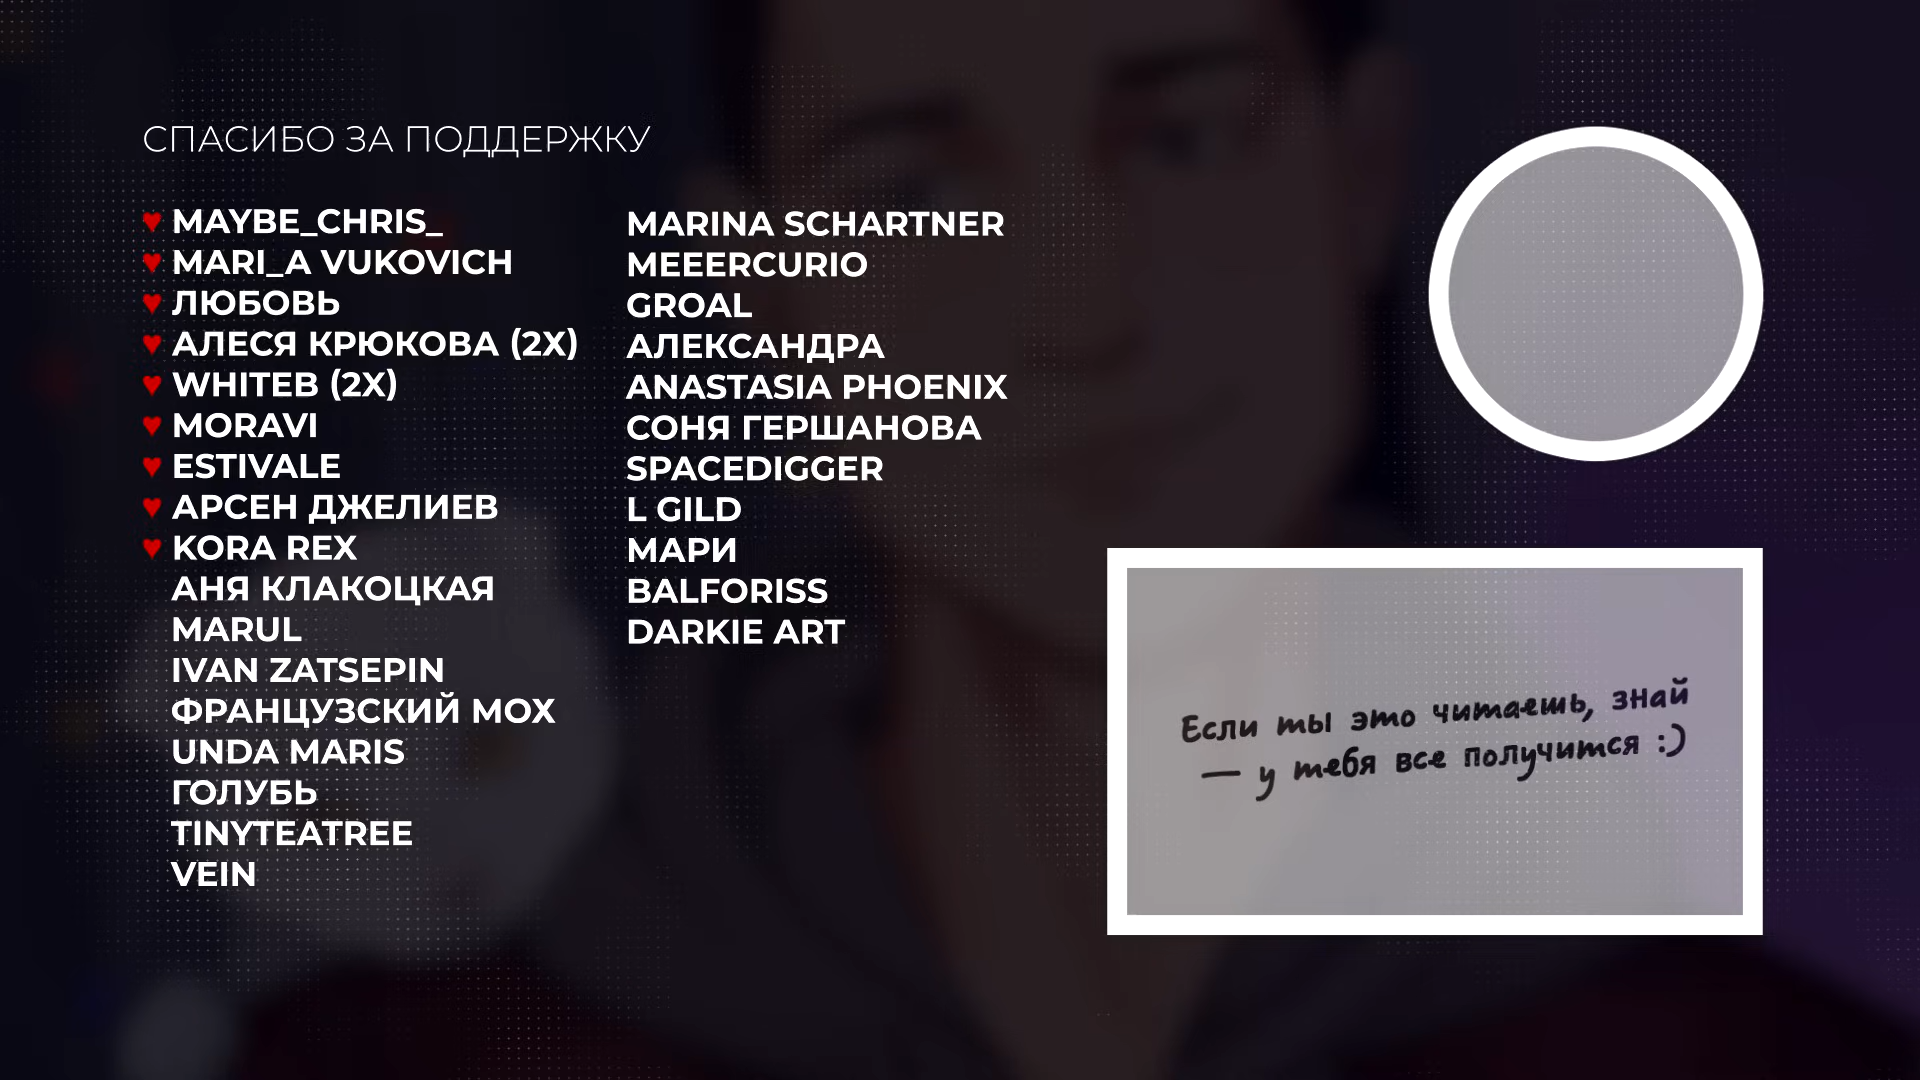 СПАСИБО ЗА ПОДДЕРЖКУ
♥ MAYBE_CHRIS_
♥ MARI_A VUKOVICH
♥ ЛЮБОВЬ
♥ АЛЕСЯ КРЮКОВА (2X)
♥ WHITEB (2X)
♥ MORAVI
♥ ESTIVALE
♥ АРСЕН ДЖЕЛИЕВ
♥ KORA REX
АНЯ КЛАКОЦКАЯ
MARUL
IVAN ZATSEPIN
ФРАНЦУЗСКИЙ МОХ
UNDA MARIS
ГОЛУБЬ
TINYTEATREE
VEIN
MARINA SCHARTNER
MEEERCURIO
GROAL
АЛЕКСАНДРА
ANASTASIA PHOENIX
СОНЯ ГЕРШАНОВА
SPACEDIGGER
L GILD
МАРИ
BALFORISS
DARKIE ART
Если ты это читаешь, знай
— у тебя все получится :)